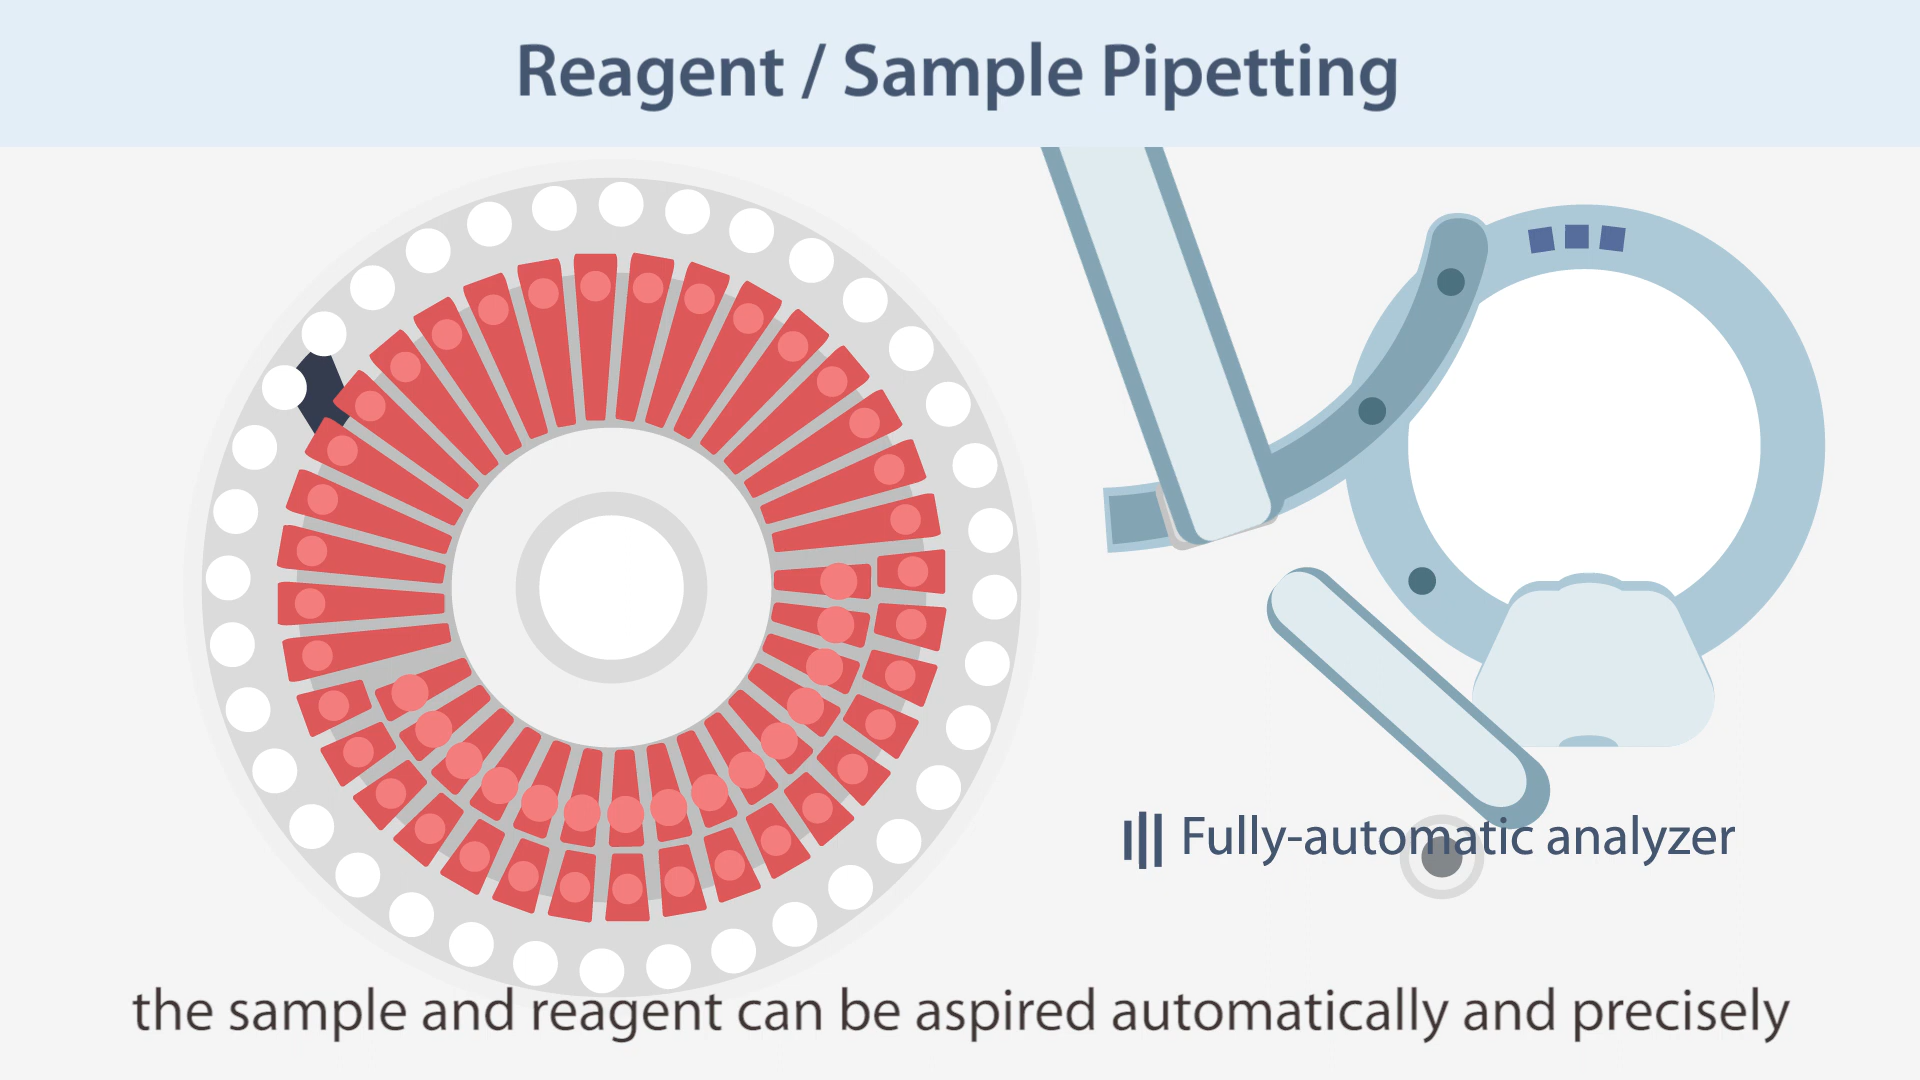 Reagent / Sample Pipetting
Fully-automatic analyzer
the sample and reagent can be aspired automatically and precisely